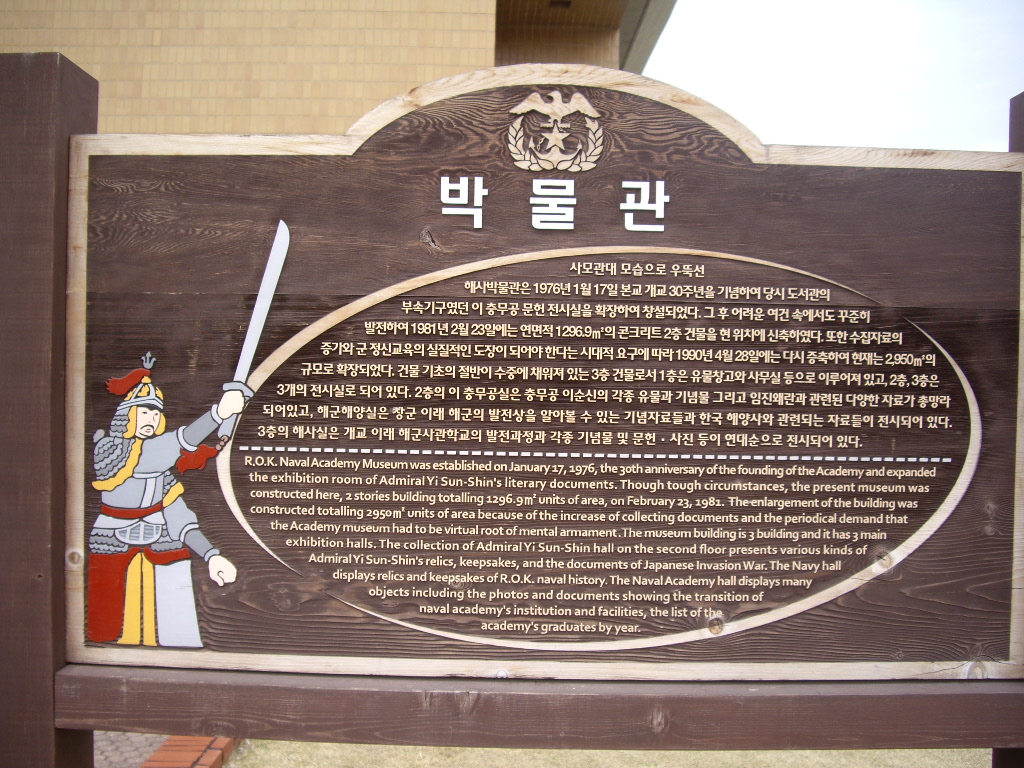 박물관
사모관대 모습으로 우뚝선
해사박물관은 1976년 1월 17일 본교 개교 30주년을 기념하여 당시 도서관의
부속기구였던 이 충무공 문헌 전시실을 확장하여 창설되었다. 그 후 어려운 여건 속에서도 꾸준히
발전하여 1981년 2월 23일에는 연면적 1296.9㎡의 콘크리트 2층 건물을 현 위치에 신축하였다. 또한 수집자료의
증가와 군 정신교육의 실질적인 도장이 되어야 한다는 시대적 요구에 따라 1990년 4월 28일에는 다시 증축하여 현재는 2,950㎡의
규모로 확장되었다. 건물 기초의 절반이 수중에 채워져 있는 3층 건물로서 1층은 유물창고와 사무실 등으로 이루어져 있고, 2층, 3층은
3개의 전시실로 되어 있다. 2층의 이 충무공실은 충무공 이순신의 각종 유물과 기념물 그리고 임진왜란과 관련된 다양한 자료가 총망라
되어있고, 해군해양실은 창군 이래 해군의 발전상을 알아볼 수 있는 기념자료들과 한국 해양사와 관련되는 자료들이 전시되어 있다.
3층의 해사실은 개교 이래 해군사관학교의 발전과정과 각종 기념물 및 문헌 · 사진 등이 연대순으로 전시되어 있다.
R.O.K. Naval Academy Museum was established on January 17, 1976, the 30th anniversary of the founding of the Academy and expanded
the exhibition room of Admiral Yi Sun-Shin's literary documents. Though tough circumstances, the present museum was
constructed here, 2 stories building totalling 1296.9㎡ units of area, on February 23, 1981. The enlargement of the building was
constructed totalling 2950㎡ units of area because of the increase of collecting documents and the periodical demand that
the Academy museum had to be virtual root of mental armament. The museum building is 3 building and it has 3 main
exhibition halls. The collection of Admiral Yi Sun-Shin hall on the second floor presents various kinds of
Admiral Yi Sun-Shin's relics, keepsakes, and the documents of Japanese Invasion War. The Navy hall
displays relics and keepsakes of R.O.K. naval history. The Naval Academy hall displays many
objects including the photos and documents showing the transition of
naval academy's institution and facilities, the list of the
academy's graduates by year.